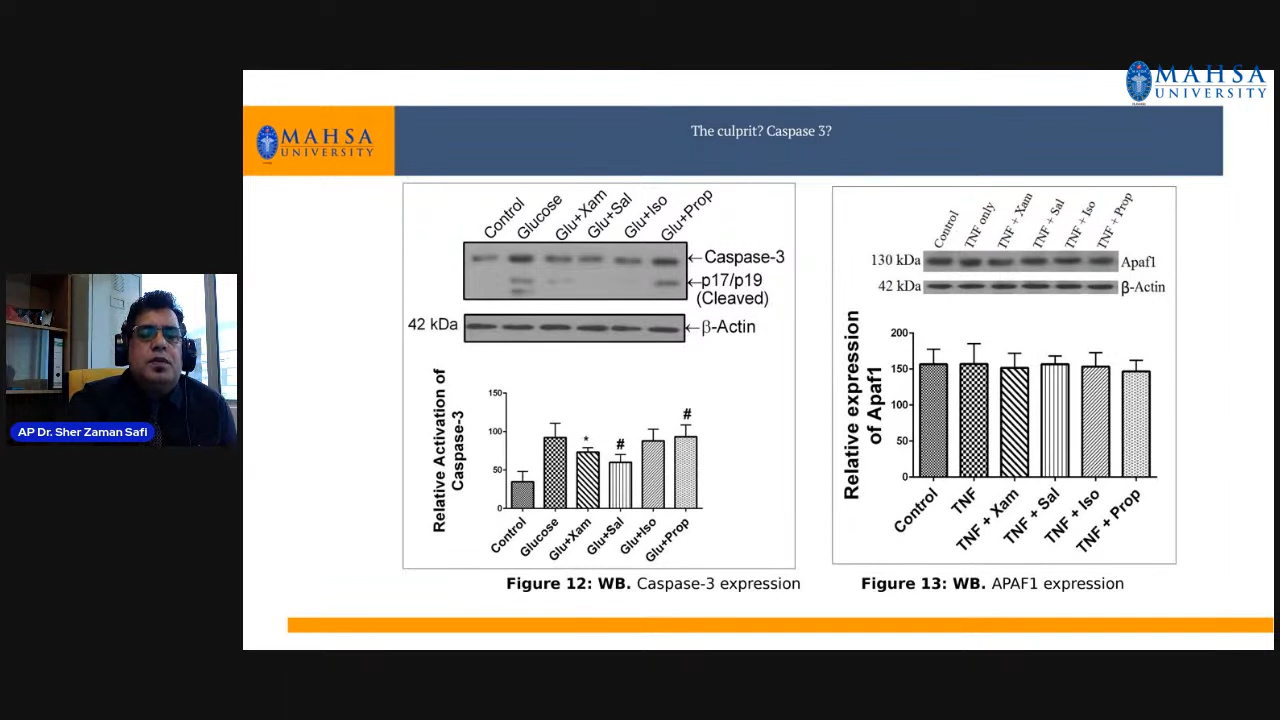 MAHSA
UNIVERSITY
MAHSA
UNIVERSITY
The culprit? Caspase 3?
Control
Glucose
Glu+Xam
Glu+Sal
Glu+Iso
Glu+Prop
←Caspase-3
←p17/p19
(Cleaved)
42 kDa
←β-Actin
Relative Activation of
Caspase-3
150
100
50
0
*
#
#
Control
Glucose
Glu+Xam
Glu+Sal
Glu+Iso
Glu+Prop
Figure 12: WB. Caspase-3 expression
Control
TNF only
TNF + Xam
TNF + Sal
TNF + Iso
TNF + Prop
130 kDa
Apaf1
42 kDa
β-Actin
Relative expression
of Apaf1
200
150
100
50
0
Control
TNF
TNF + Xam
TNF + Sal
TNF + Iso
TNF + Prop
Figure 13: WB. APAF1 expression
AP Dr. Sher Zaman Safi